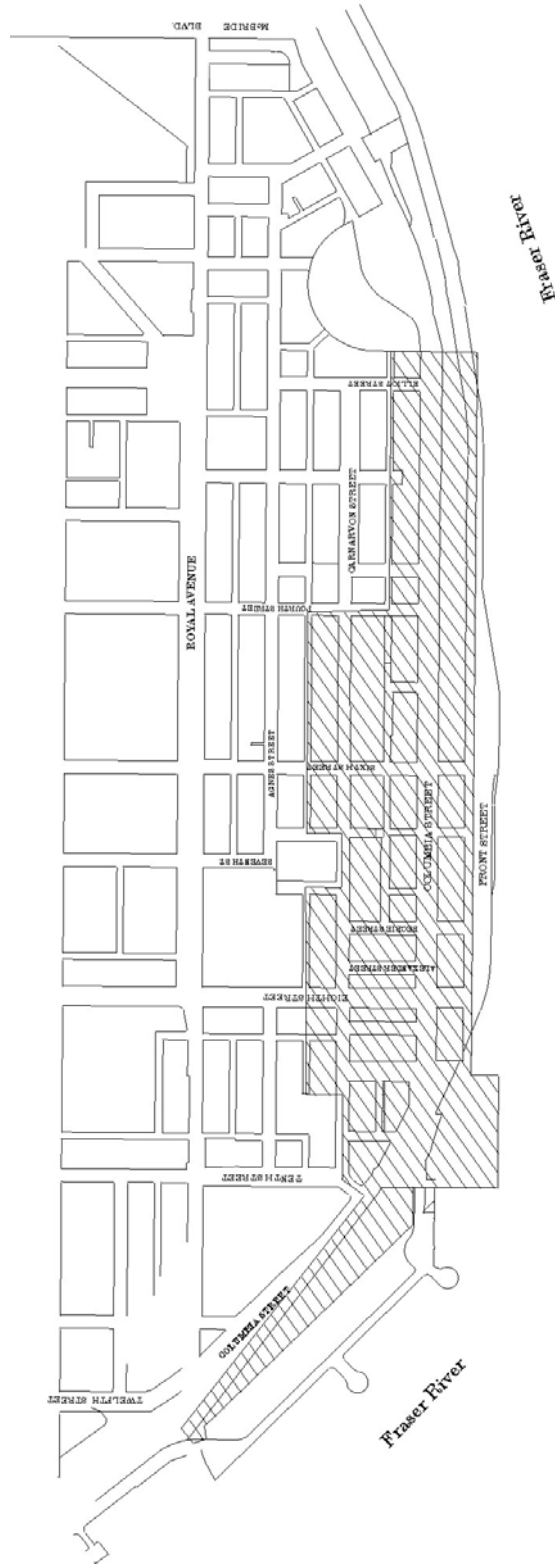 McBRIDE
BLVD.
Fraser River
ELLIOT STREET
CARNARVON STREET
ROYAL AVENUE
FOURTH STREET
AGNES STREET
SIXTH STREET
COLUMBIA STREET
FRONT STREET
SEVENTH ST.
BEGBIE STREET
ALEXANDER STREET
EIGHTH STREET
TENTH STREET
COLUMBIA STREET
TWELFTH STREET
Fraser River